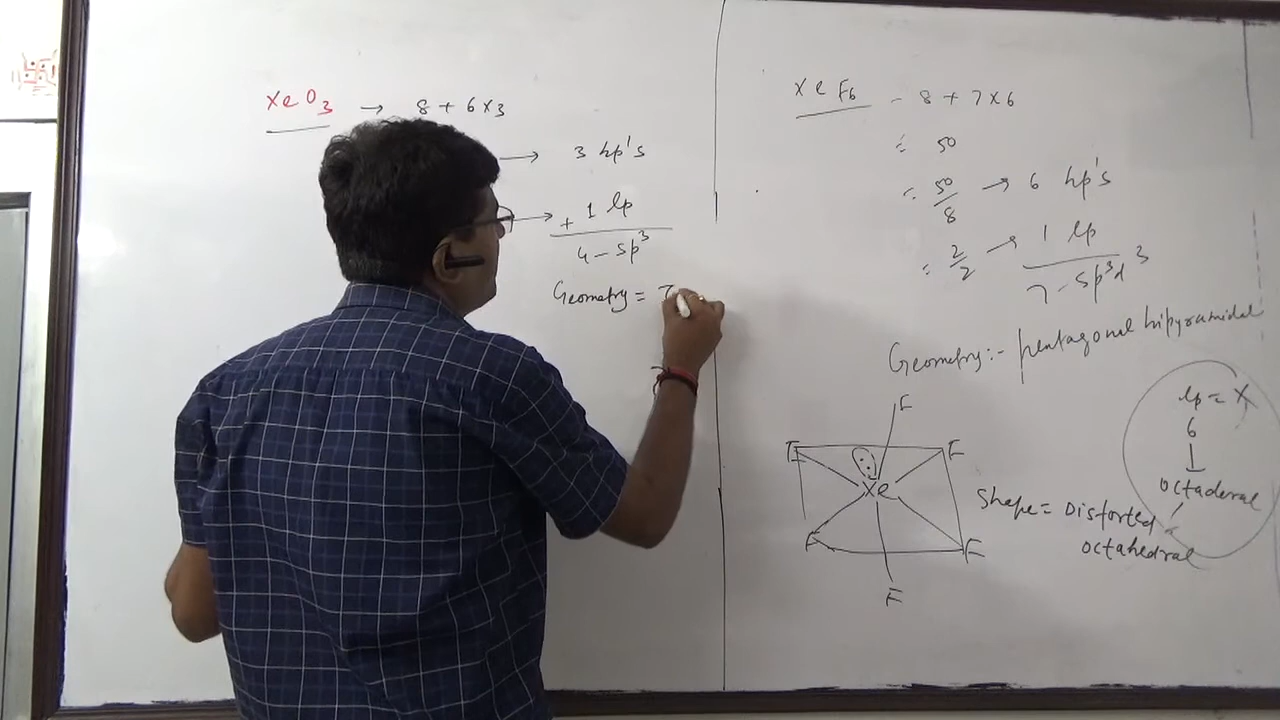 XeO3 → 8 + 6 x 3
→ 3 bp's
→ + 1 lp
4 - sp3
Geometry =
XeF6 - 8 + 7 x 6
= 50
= 50/8 → 6 bp's
= 2/2 → 1 lp
7 - sp3d3
Geometry:- pentagonal bipyramidal
F
F F
Xe
F F
F
Shape = Distorted
octahedral
lp = X
6
octaderal